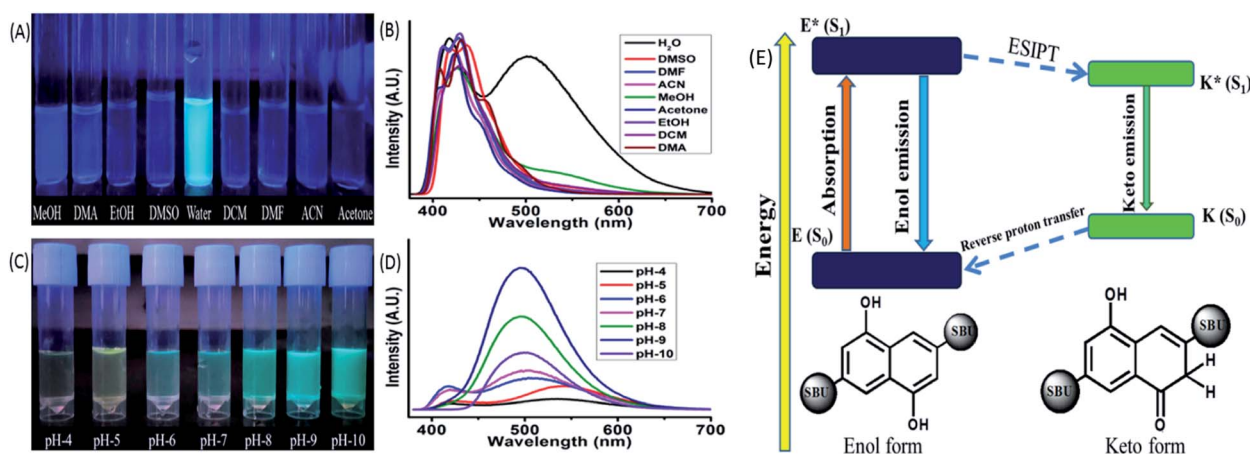 (A)
MeOH DMA EtOH DMSO Water DCM DMF ACN Acetone
(B)
Intensity (A.U.)
H₂O
DMSO
DMF
ACN
MeOH
Acetone
EtOH
DCM
DMA
400 500 600 700
Wavelength (nm)
(C)
pH-4 pH-5 pH-6 pH-7 pH-8 pH-9 pH-10
(D)
Intensity (A.U.)
pH-4
pH-5
pH-6
pH-7
pH-8
pH-9
pH-10
400 500 600 700
Wavelength (nm)
(E)
Energy
E* (S₁)
ESIPT
K* (S₁)
Absorption
Enol emission
Keto emission
E (S₀)
K (S₀)
Reverse proton transfer
OH
SBU
SBU
OH
Enol form
OH
SBU
SBU
H
H
O
Keto form